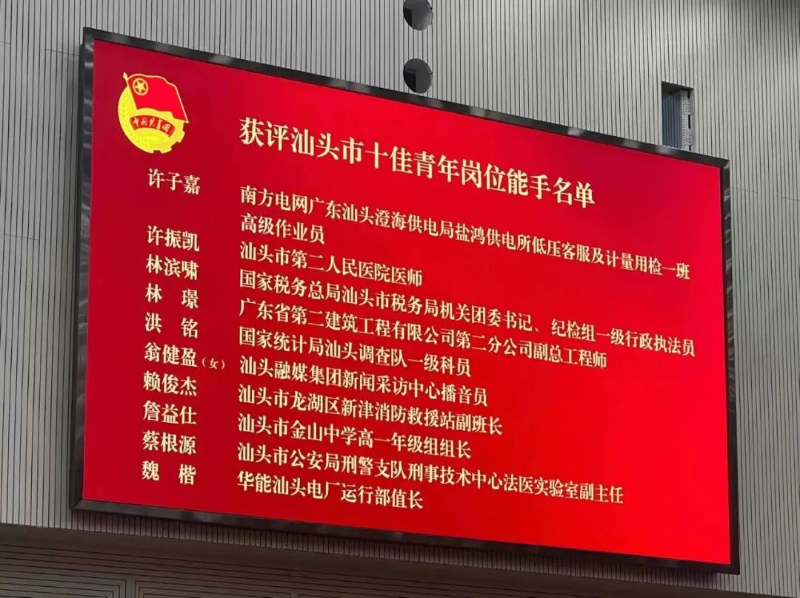 中国共青团
获评汕头市十佳青年岗位能手名单
许子嘉 南方电网广东汕头澄海供电局盐鸿供电所低压客服及计量用检一班
高级作业员
许振凯 汕头市第二人民医院医师
林滨啸 国家税务总局汕头市税务局机关团委书记、纪检组一级行政执法员
林 璟 广东省第二建筑工程有限公司第二分公司副总工程师
洪 铭 国家统计局汕头调查队一级科员
翁健盈(女) 汕头融媒集团新闻采访中心播音员
赖俊杰 汕头市龙湖区新津消防救援站副班长
詹益仕 汕头市金山中学高一年级组组长
蔡根源 汕头市公安局刑警支队刑事技术中心法医实验室副主任
魏 楷 华能汕头电厂运行部值长